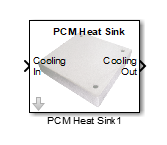 PCM Heat Sink
Cooling In
Cooling Out
PCM Heat Sink1